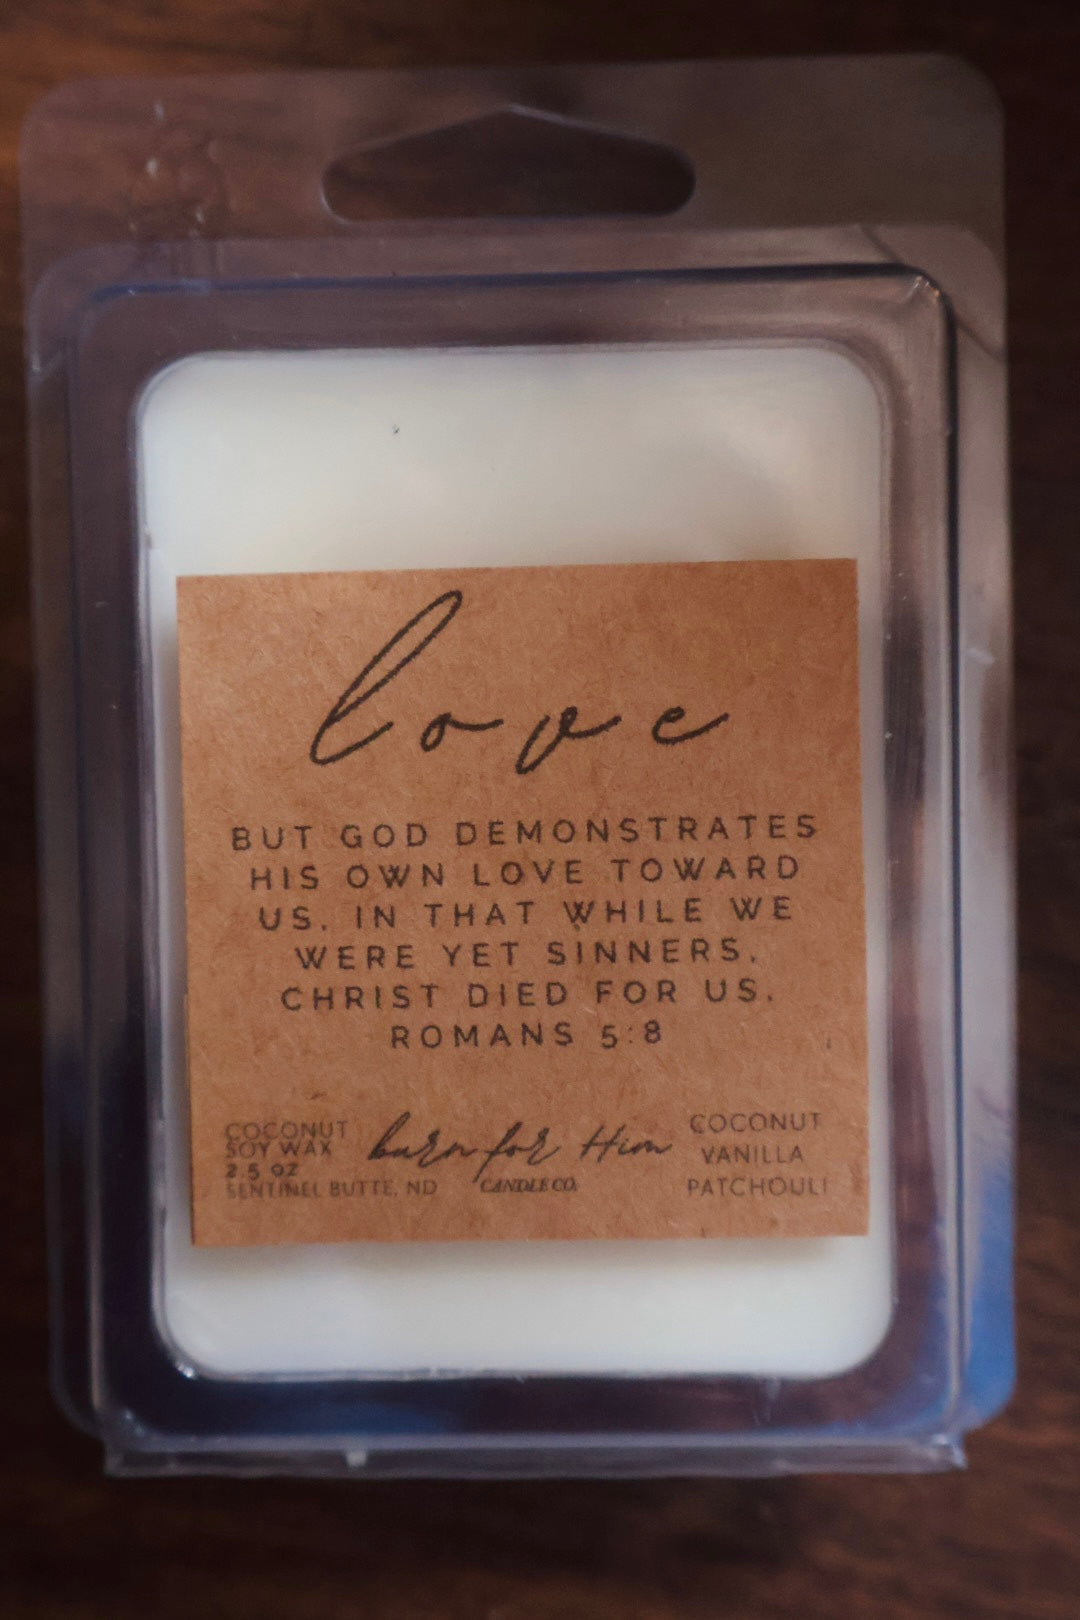 love
BUT GOD DEMONSTRATES
HIS OWN LOVE TOWARD
US, IN THAT WHILE WE
WERE YET SINNERS,
CHRIST DIED FOR US.
ROMANS 5:8
COCONUT
SOY WAX
2.5 OZ
SENTINEL BUTTE, ND
burn for Him
CANDLE CO.
COCONUT
VANILLA
PATCHOULI